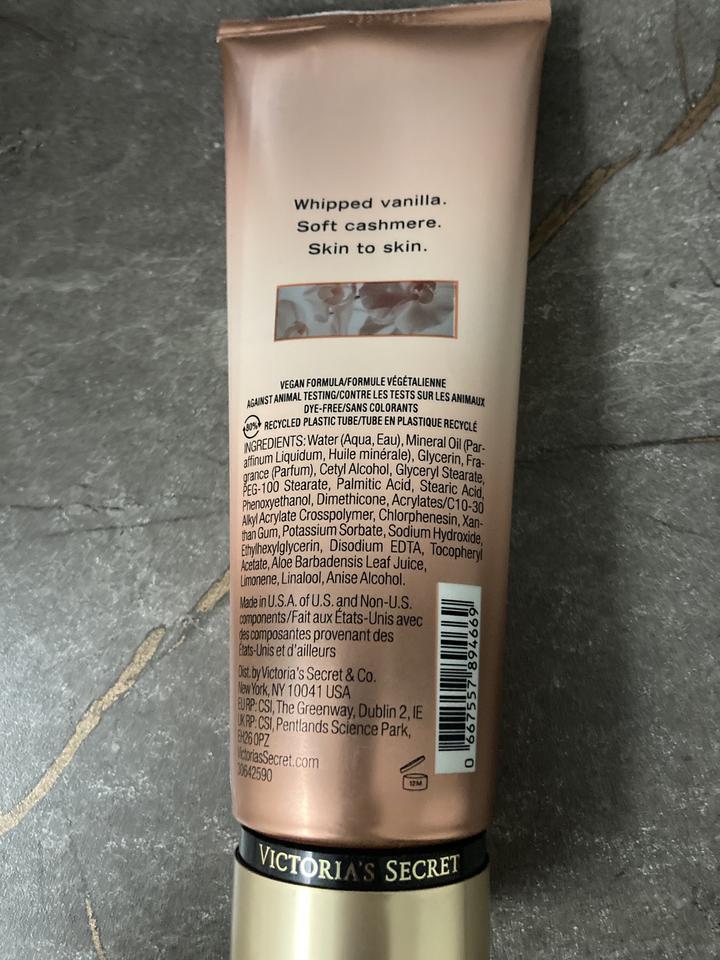 Whipped vanilla.
Soft cashmere.
Skin to skin.
VEGAN FORMULA/FORMULE VÉGÉTALIENNE
AGAINST ANIMAL TESTING/CONTRE LES TESTS SUR LES ANIMAUX
DYE-FREE/SANS COLORANTS
80% RECYCLED PLASTIC TUBE/TUBE EN PLASTIQUE RECYCLÉ
INGREDIENTS: Water (Aqua, Eau), Mineral Oil (Par-
affinum Liquidum, Huile minérale), Glycerin, Fra-
grance (Parfum), Cetyl Alcohol, Glyceryl Stearate,
PEG-100 Stearate, Palmitic Acid, Stearic Acid,
Phenoxyethanol, Dimethicone, Acrylates/C10-30
Alkyl Acrylate Crosspolymer, Chlorphenesin, Xan-
than Gum, Potassium Sorbate, Sodium Hydroxide,
Ethylhexylglycerin, Disodium EDTA, Tocopheryl
Acetate, Aloe Barbadensis Leaf Juice,
Limonene, Linalool, Anise Alcohol.
Made in U.S.A. of U.S. and Non-U.S.
components/Fait aux États-Unis avec
des composantes provenant des
États-Unis et d'ailleurs
Dist. by Victoria's Secret & Co.
New York, NY 10041 USA
EU RP: CSI, The Greenway, Dublin 2, IE
UK RP: CSI, Pentlands Science Park,
EH26 0PZ
VictoriasSecret.com
30642590
0 667557 894669
12M
VICTORIA'S SECRET